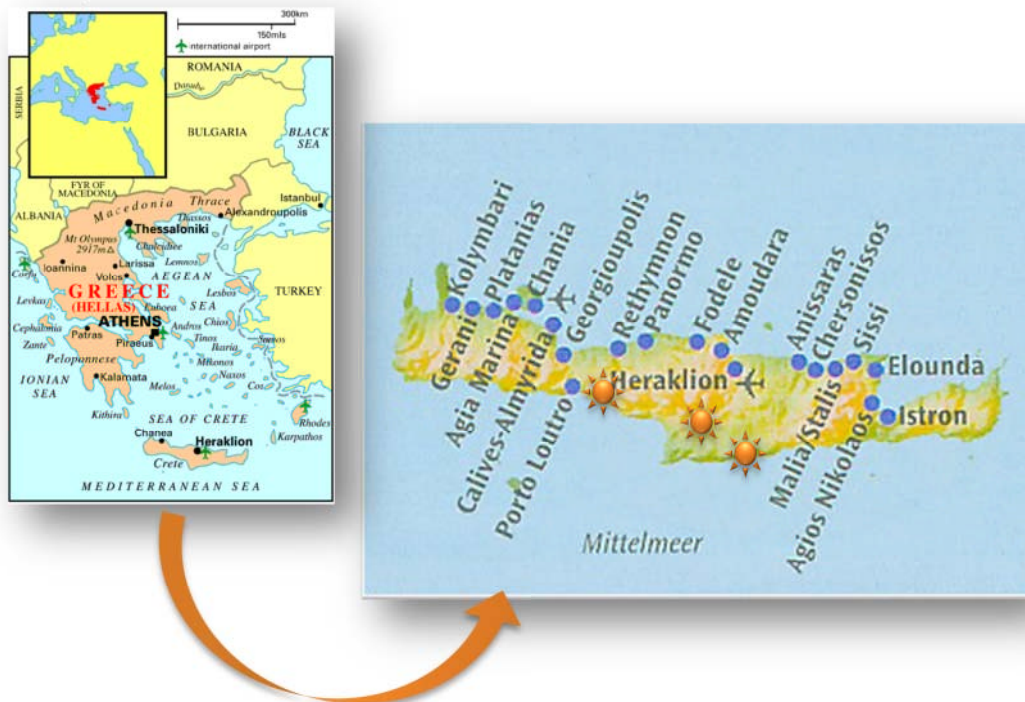 300km
150mls
international airport
ROMANIA
Danube
SERBIA
BULGARIA
BLACK
SEA
FYR OF
MACEDONIA
ALBANIA
Macedonia
Thrace
Istanbul
Alexandroupolis
Thassos
Thessaloniki
Mt Olympus
2917m
Chalcidice
Lemnos
Corfu
Ioannina
Larissa
Volos
AEGEAN
SEA
GREECE
(HELLAS)
Lesbos
TURKEY
Levkas
Euboea
ATHENS
Chios
Cephalonia
Patras
Piraeus
Andros
Samos
Zante
Tinos
Ikaria
Peloponnese
Mikonos
Naxos
IONIAN
SEA
Kalamata
Melos
Cos
Kithira
SEA OF CRETE
Rhodes
Karpathos
Chanea
Heraklion
Crete
MEDITERRANEAN SEA
Kolymbari
Gerani
Platanias
Agia Marina
Chania
Calives-Almyrida
Georgioupolis
Porto Loutro
Rethymnon
Panormo
Fodele
Amoudara
Heraklion
Anissaras
Chersonissos
Malia/Stalis
Sissi
Elounda
Agios Nikolaos
Istron
Mittelmeer